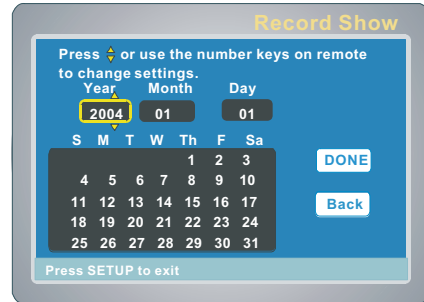 Record Show
Press or use the number keys on remote
to change settings.
Year Month Day
2004 01 01
S M T W Th F Sa
1 2 3
4 5 6 7 8 9 10
11 12 13 14 15 16 17
18 19 20 21 22 23 24
25 26 27 28 29 30 31
DONE
Back
Press SETUP to exit